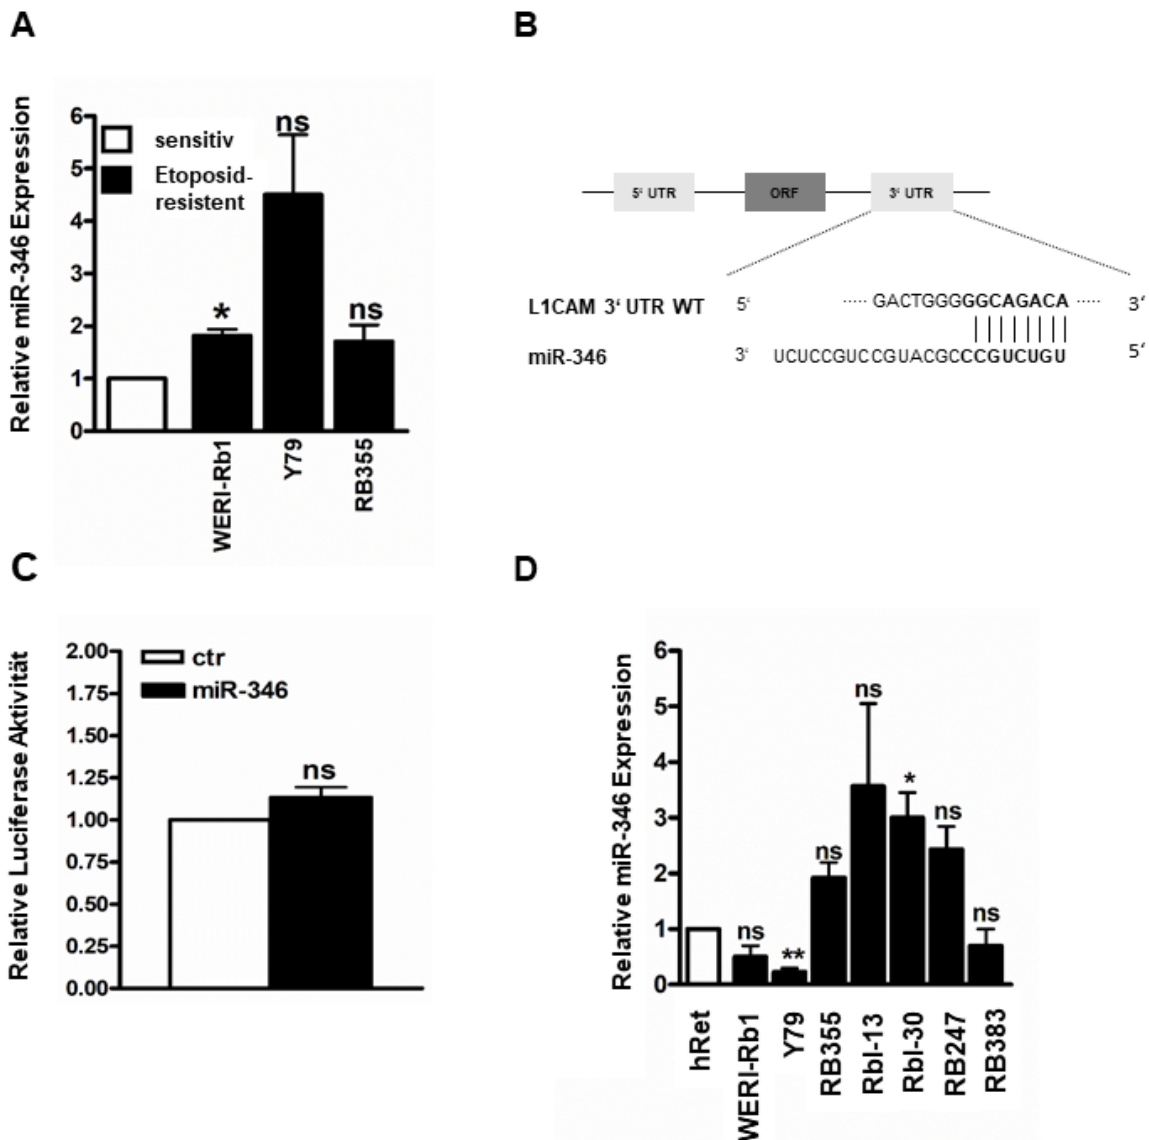 A
Relative miR-346 Expression
6
5
4
3
2
1
0
sensitiv
Etoposid-
resistent
*
ns
ns
WERI-Rb1
Y79
RB355
B
5‘ UTR
ORF
3‘ UTR
L1CAM 3‘ UTR WT 5‘ ····· GACTGGGGGCAGACA ····· 3‘
miR-346 3‘ UCUCCGUCCGUACGCCCGUCUGU 5‘
C
Relative Luciferase Aktivität
2.00
1.75
1.50
1.25
1.00
0.75
0.50
0.25
0.00
ctr
miR-346
ns
D
Relative miR-346 Expression
6
5
4
3
2
1
0
ns
**
ns
ns
*
ns
ns
hRet
WERI-Rb1
Y79
RB355
RbI-13
RbI-30
RB247
RB383